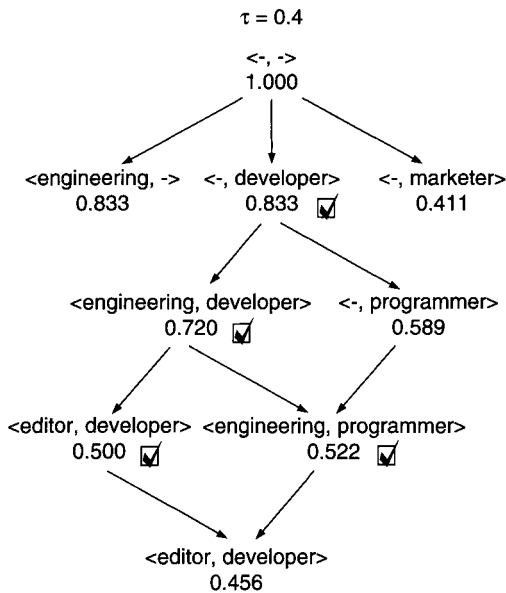 τ = 0.4
<-, ->
1.000
<engineering, -> <-, developer> <-, marketer>
0.833 0.833 0.411
<engineering, developer> <-, programmer>
0.720 0.589
<editor, developer> <engineering, programmer>
0.500 0.522
<editor, developer>
0.456